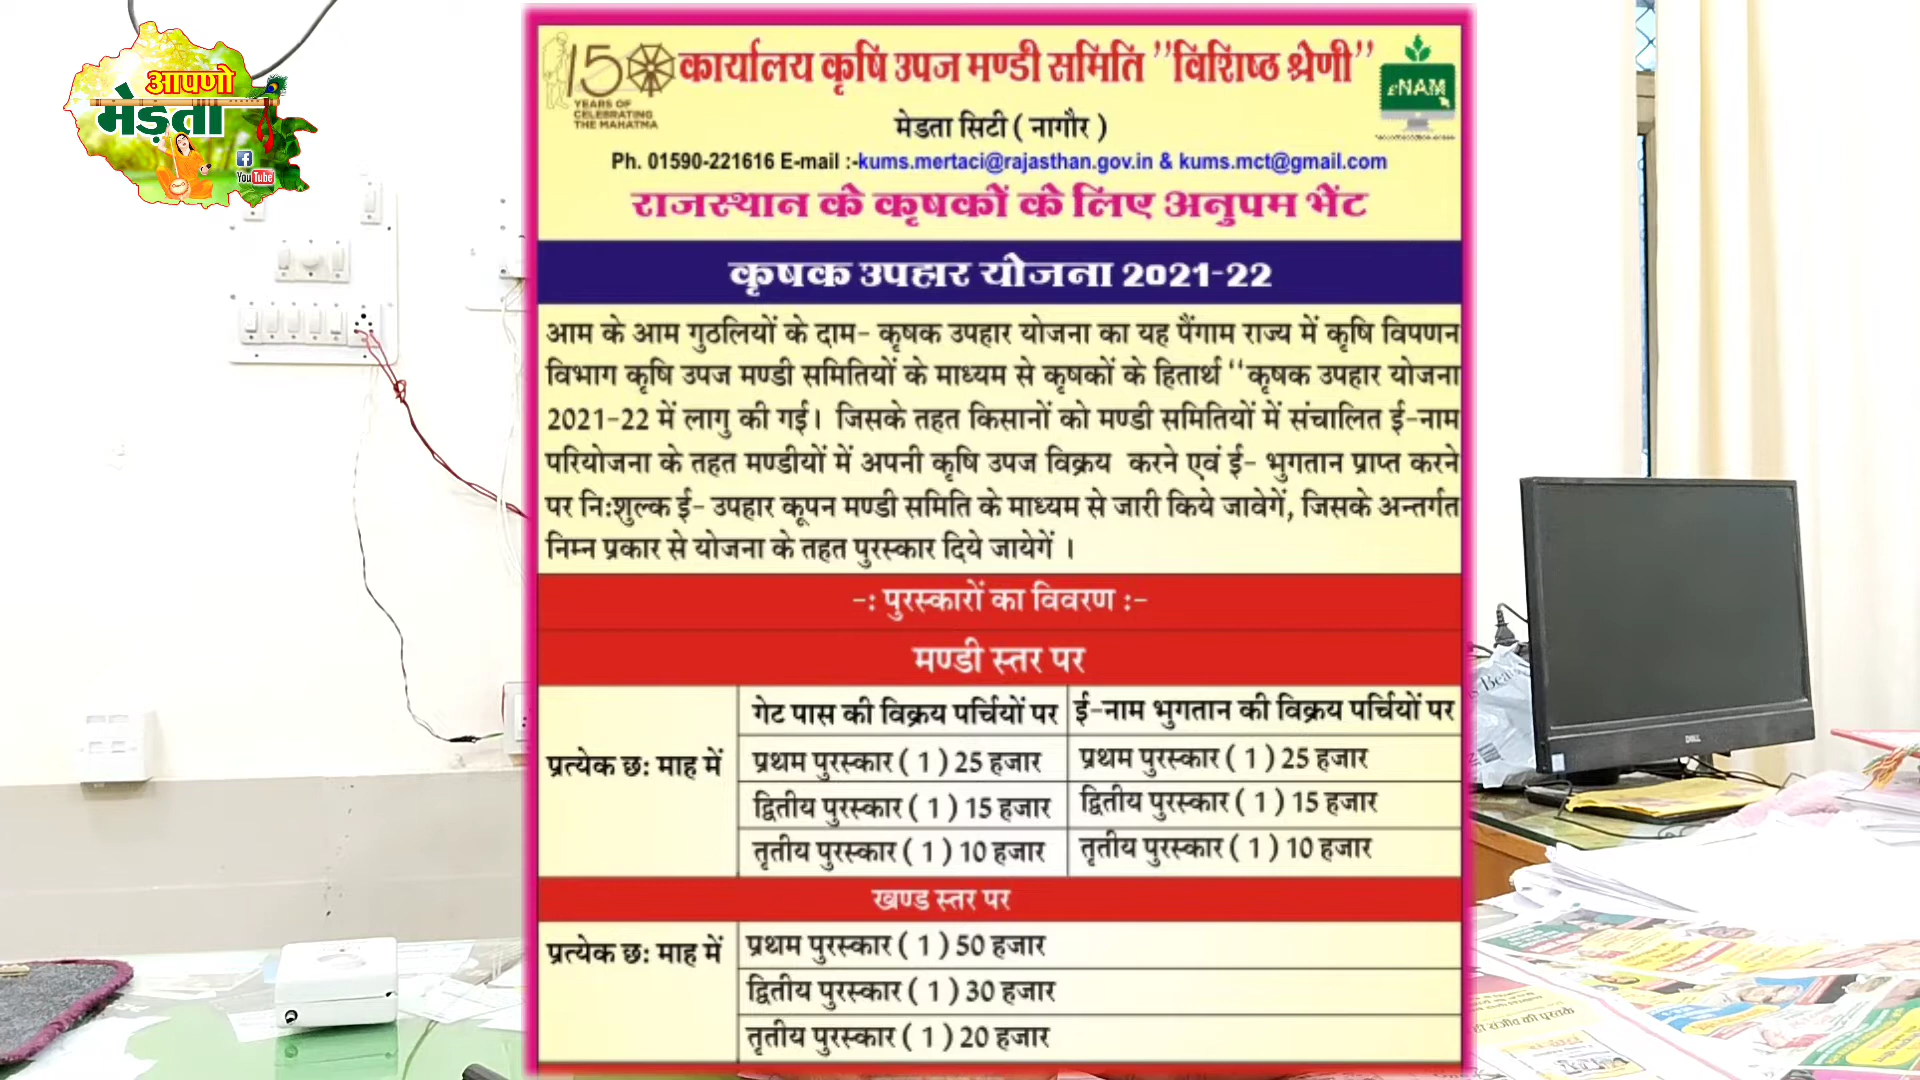 आपणो
मेड़ता
You Tube
150
YEARS OF
CELEBRATING
THE MAHATMA
कार्यालय कृषि उपज मण्डी समिति "विशिष्ठ श्रेणी"
eNAM
मेडता सिटी ( नागौर )
Ph. 01590-221616 E-mail :-kums.mertaci@rajasthan.gov.in & kums.mct@gmail.com
राजस्थान के कृषकों के लिए अनुपम भेंट
कृषक उपहार योजना 2021-22
आम के आम गुठलियों के दाम- कृषक उपहार योजना का यह पैंगाम राज्य में कृषि विपणन
विभाग कृषि उपज मण्डी समितियों के माध्यम से कृषकों के हितार्थ "कृषक उपहार योजना
2021-22 में लागु की गई। जिसके तहत किसानों को मण्डी समितियों में संचालित ई-नाम
परियोजना के तहत मण्डीयों में अपनी कृषि उपज विक्रय करने एवं ई- भुगतान प्राप्त करने
पर नि:शुल्क ई- उपहार कूपन मण्डी समिति के माध्यम से जारी किये जावेगें, जिसके अन्तर्गत
निम्न प्रकार से योजना के तहत पुरस्कार दिये जायेगें ।
-: पुरस्कारों का विवरण :-
मण्डी स्तर पर
गेट पास की विक्रय पर्चियों पर ई-नाम भुगतान की विक्रय पर्चियों पर
प्रत्येक छ: माह में
प्रथम पुरस्कार ( 1 ) 25 हजार प्रथम पुरस्कार ( 1 ) 25 हजार
द्वितीय पुरस्कार ( 1 ) 15 हजार द्वितीय पुरस्कार ( 1 ) 15 हजार
तृतीय पुरस्कार ( 1 ) 10 हजार तृतीय पुरस्कार ( 1 ) 10 हजार
खण्ड स्तर पर
प्रत्येक छ: माह में
प्रथम पुरस्कार ( 1 ) 50 हजार
द्वितीय पुरस्कार ( 1 ) 30 हजार
तृतीय पुरस्कार ( 1 ) 20 हजार
DELL